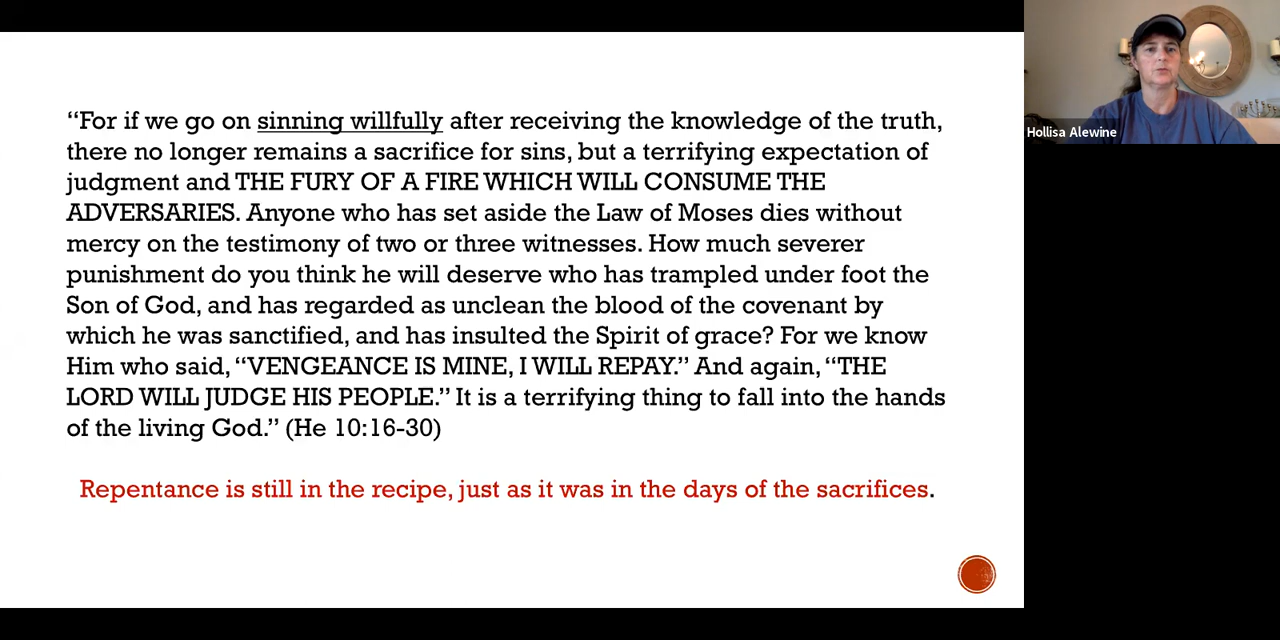 “For if we go on sinning willfully after receiving the knowledge of the truth,
there no longer remains a sacrifice for sins, but a terrifying expectation of
judgment and THE FURY OF A FIRE WHICH WILL CONSUME THE
ADVERSARIES. Anyone who has set aside the Law of Moses dies without
mercy on the testimony of two or three witnesses. How much severer
punishment do you think he will deserve who has trampled under foot the
Son of God, and has regarded as unclean the blood of the covenant by
which he was sanctified, and has insulted the Spirit of grace? For we know
Him who said, “VENGEANCE IS MINE, I WILL REPAY.” And again, “THE
LORD WILL JUDGE HIS PEOPLE.” It is a terrifying thing to fall into the hands
of the living God.” (He 10:16-30)
Repentance is still in the recipe, just as it was in the days of the sacrifices.
Hollisa Alewine